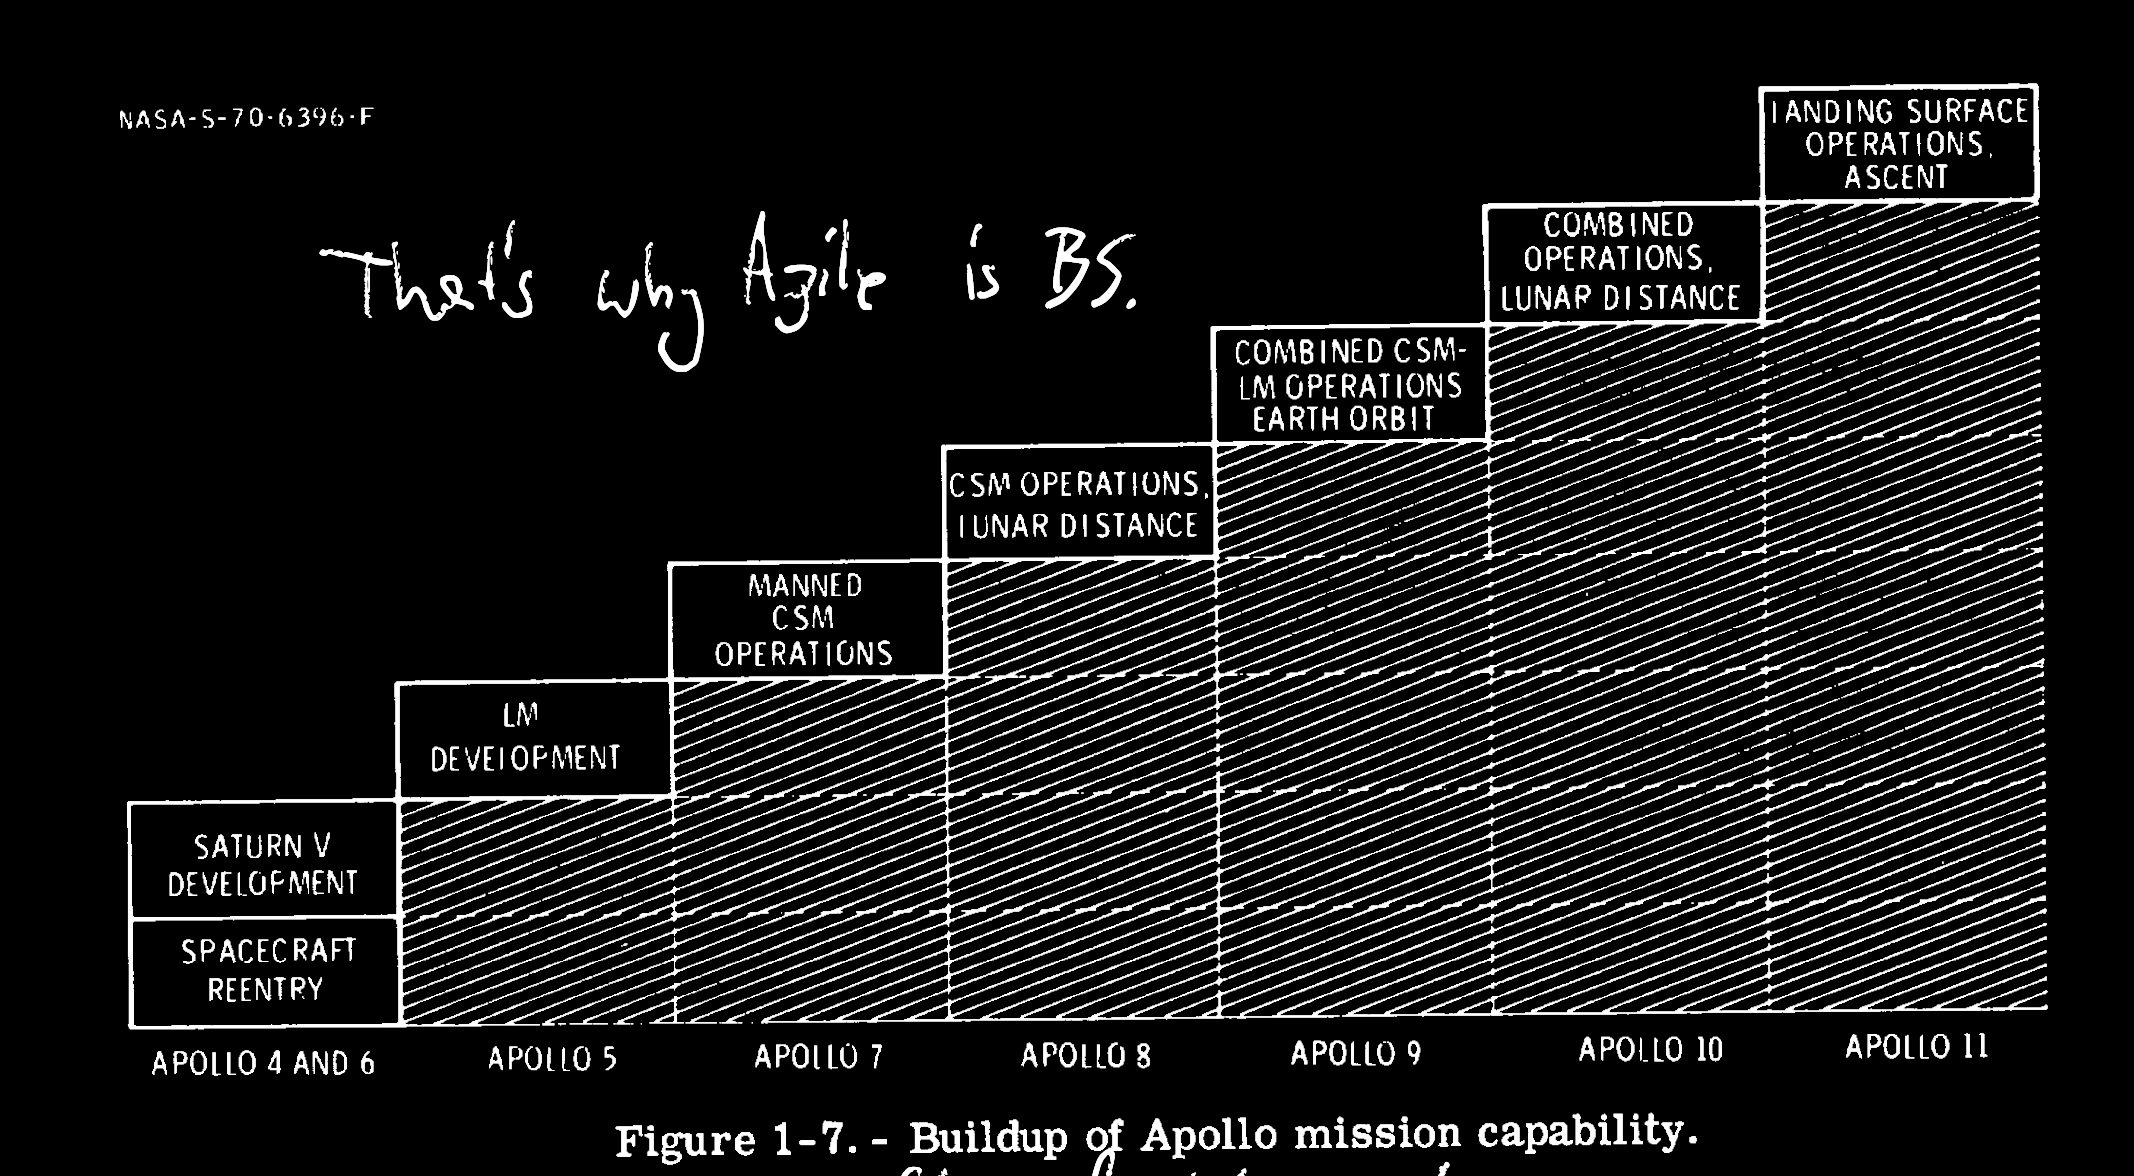 NASA-S-70-6396-F
That's why Agile is BS.
LANDING SURFACE
OPERATIONS,
ASCENT
COMBINED
OPERATIONS,
LUNAR DISTANCE
COMBINED CSM-
LM OPERATIONS
EARTH ORBIT
CSM OPERATIONS,
LUNAR DISTANCE
MANNED
CSM
OPERATIONS
LM
DEVELOPMENT
SATURN V
DEVELOPMENT
SPACECRAFT
REENTRY
APOLLO 4 AND 6
APOLLO 5
APOLLO 7
APOLLO 8
APOLLO 9
APOLLO 10
APOLLO 11
Figure 1-7. - Buildup of Apollo mission capability.